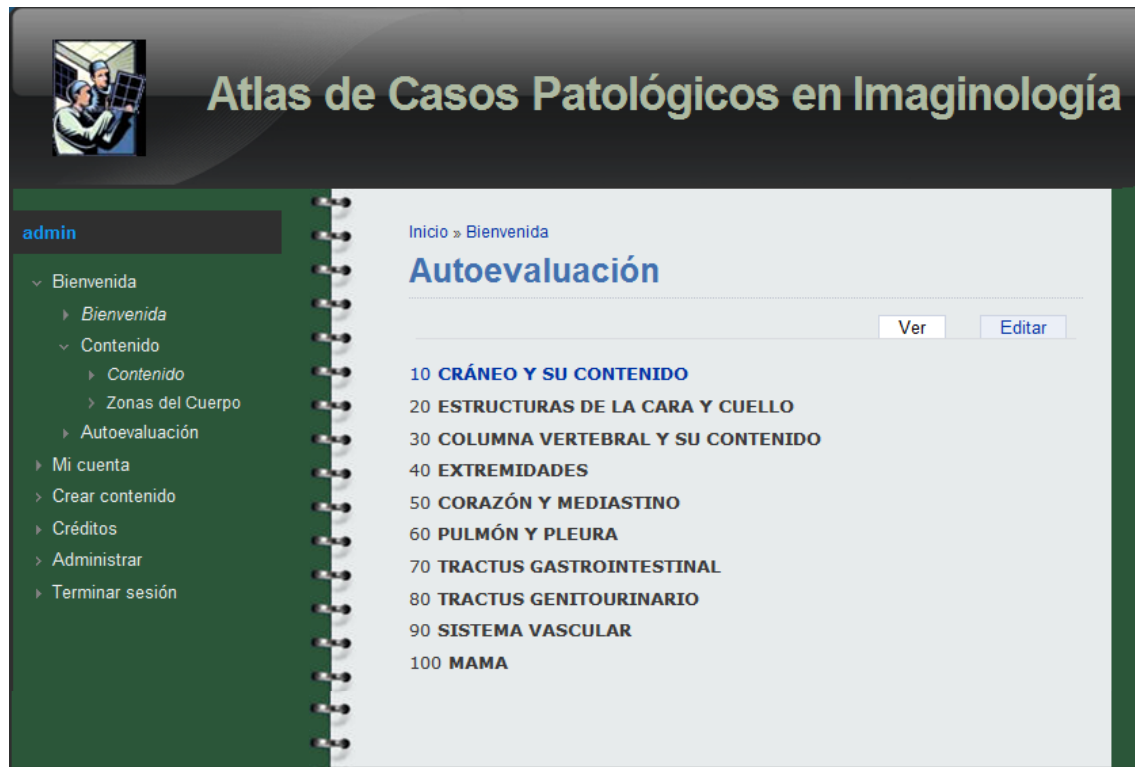 Atlas de Casos Patológicos en Imaginología
admin
Bienvenida
Bienvenida
Contenido
Contenido
Zonas del Cuerpo
Autoevaluación
Mi cuenta
Crear contenido
Créditos
Administrar
Terminar sesión
Inicio » Bienvenida
Autoevaluación
Ver Editar
10 CRÁNEO Y SU CONTENIDO
20 ESTRUCTURAS DE LA CARA Y CUELLO
30 COLUMNA VERTEBRAL Y SU CONTENIDO
40 EXTREMIDADES
50 CORAZÓN Y MEDIASTINO
60 PULMÓN Y PLEURA
70 TRACTUS GASTROINTESTINAL
80 TRACTUS GENITOURINARIO
90 SISTEMA VASCULAR
100 MAMA